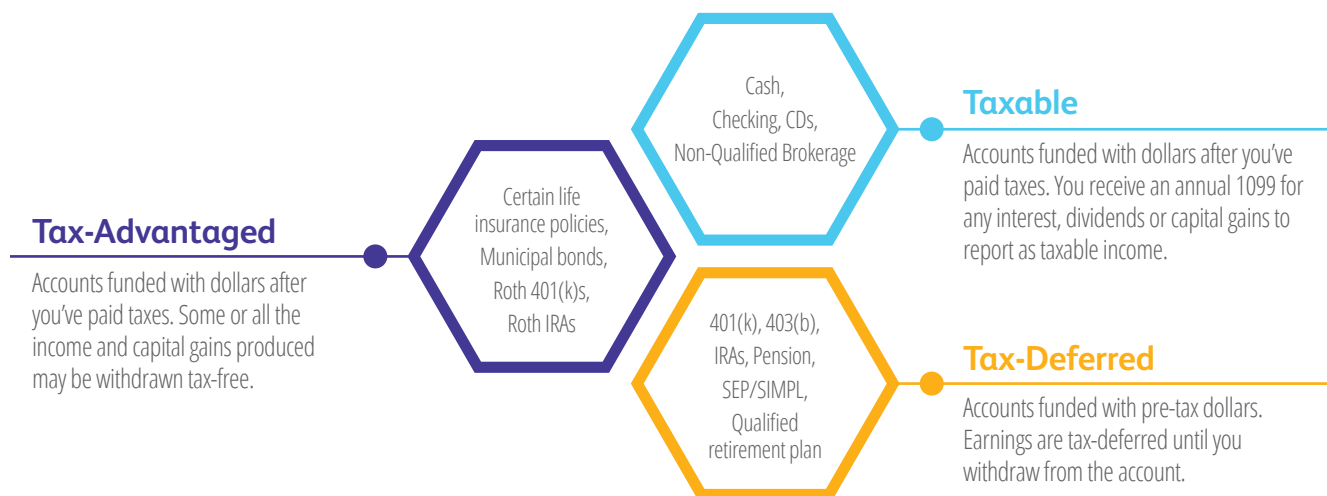 Tax-Advantaged
Accounts funded with dollars after
you've paid taxes. Some or all the
income and capital gains produced
may be withdrawn tax-free.
Certain life
insurance policies,
Municipal bonds,
Roth 401(k)s,
Roth IRAs
Cash,
Checking, CDs,
Non-Qualified Brokerage
Taxable
Accounts funded with dollars after you've
paid taxes. You receive an annual 1099 for
any interest, dividends or capital gains to
report as taxable income.
401(k), 403(b),
IRAs, Pension,
SEP/SIMPL,
Qualified
retirement plan
Tax-Deferred
Accounts funded with pre-tax dollars.
Earnings are tax-deferred until you
withdraw from the account.